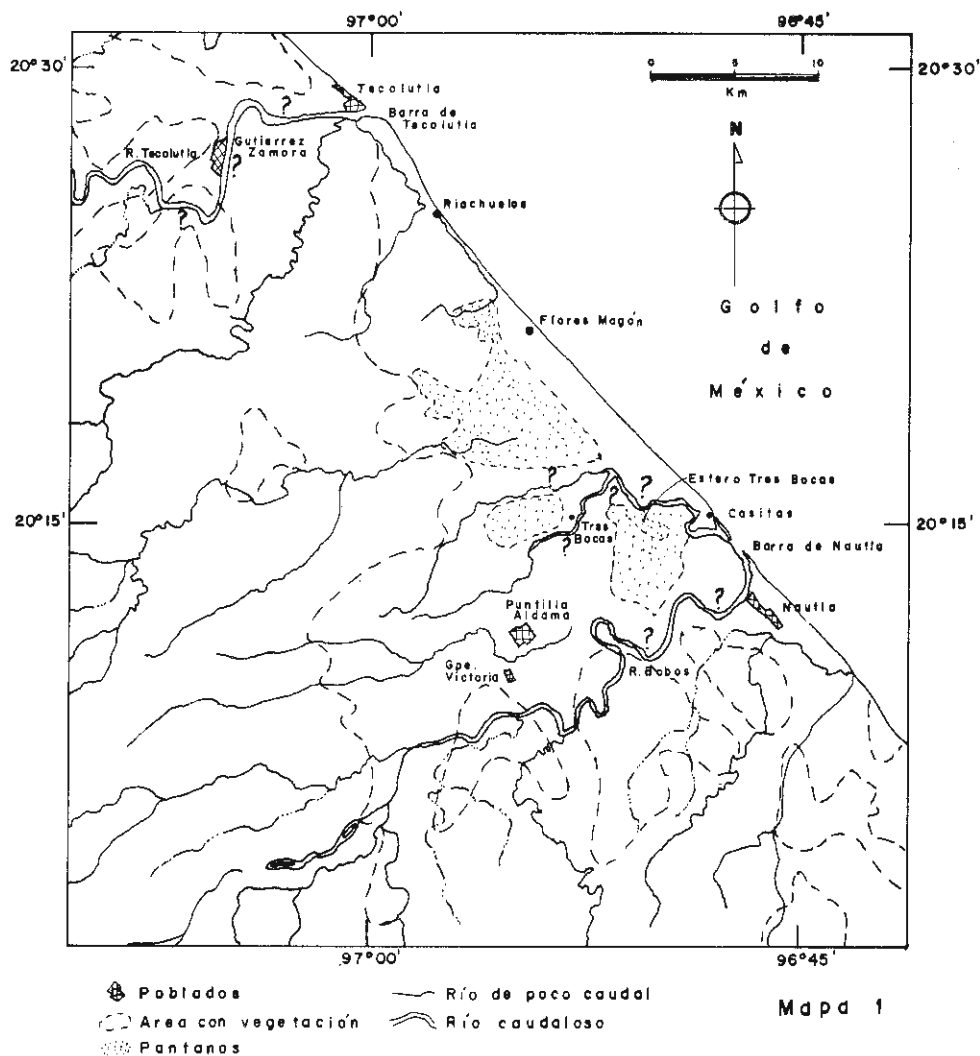 97°00'
96°45'
20°30'
20°30'
0 5 10
Km
Tecolutla
Barra de
Tecolutla
?
Gutierrez
Zamora
R. Tecolutla
?
?
N
Riachuelos
Golfo
de
México
Flores Magón
?
?
Estero Tres Bocas
?
20°15'
20°15'
Tres
Bocas
Casitas
?
Barra de Nautla
?
Nautla
Puntilla
Aldama
?
Gpe.
Victoria
R. Bobos
97°00'
96°45'
Poblados
Río de poco caudal
Area con vegetación
Río caudaloso
Pantanos
Mapa 1